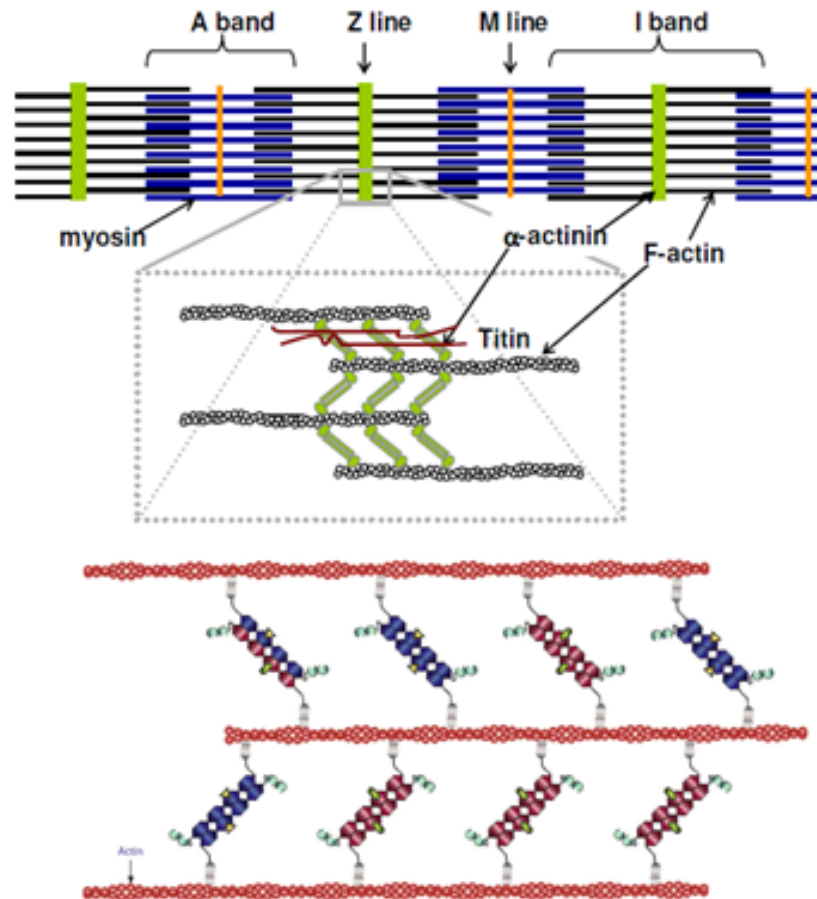 A band Z line M line I band
myosin α-actinin F-actin
Titin
Actin